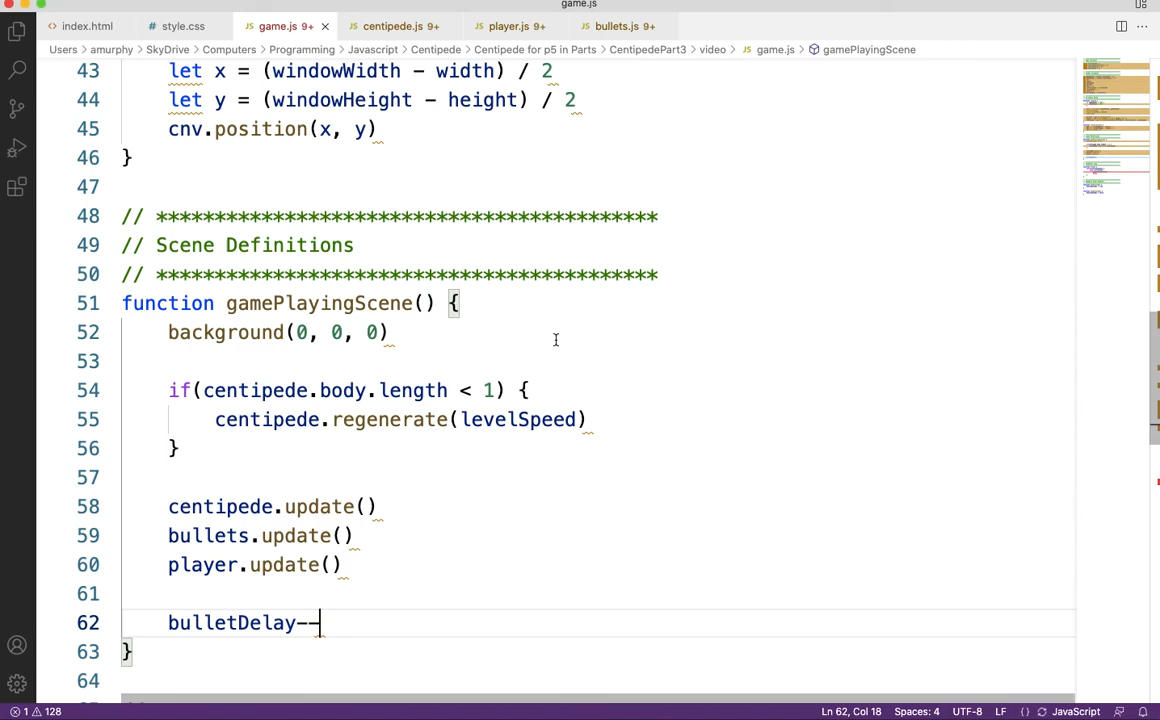 game.js
index.html
style.css
JS game.js 9+
JS centipede.js 9+
JS player.js 9+
JS bullets.js 9+
Users > amurphy > SkyDrive > Computers > Programming > Javascript > Centipede > Centipede for p5 in Parts > CentipedePart3 > video > JS game.js > gamePlayingScene
43 let x = (windowWidth - width) / 2
44 let y = (windowHeight - height) / 2
45 cnv.position(x, y)
46 }
47
48 // *******************************************
49 // Scene Definitions
50 // *******************************************
51 function gamePlayingScene() {
52 background(0, 0, 0)
53
54 if(centipede.body.length < 1) {
55 centipede.regenerate(levelSpeed)
56 }
57
58 centipede.update()
59 bullets.update()
60 player.update()
61
62 bulletDelay--
63 }
64
1 128
Ln 62, Col 18
Spaces: 4
UTF-8
LF
{ }
JavaScript